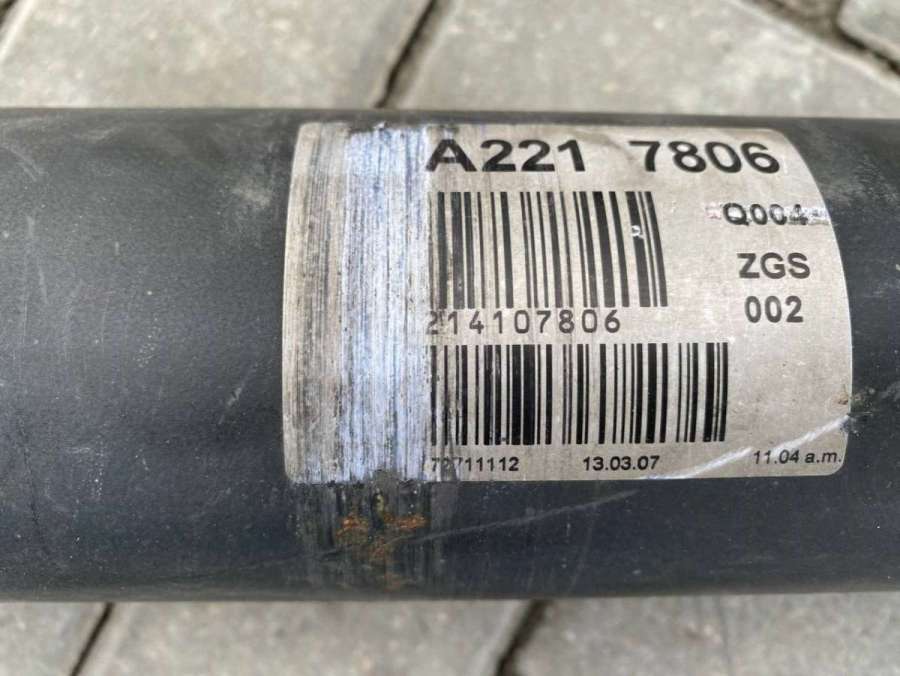 A221 7806
Q004
ZGS
002
214107806
72711112 13.03.07 11.04 a.m.